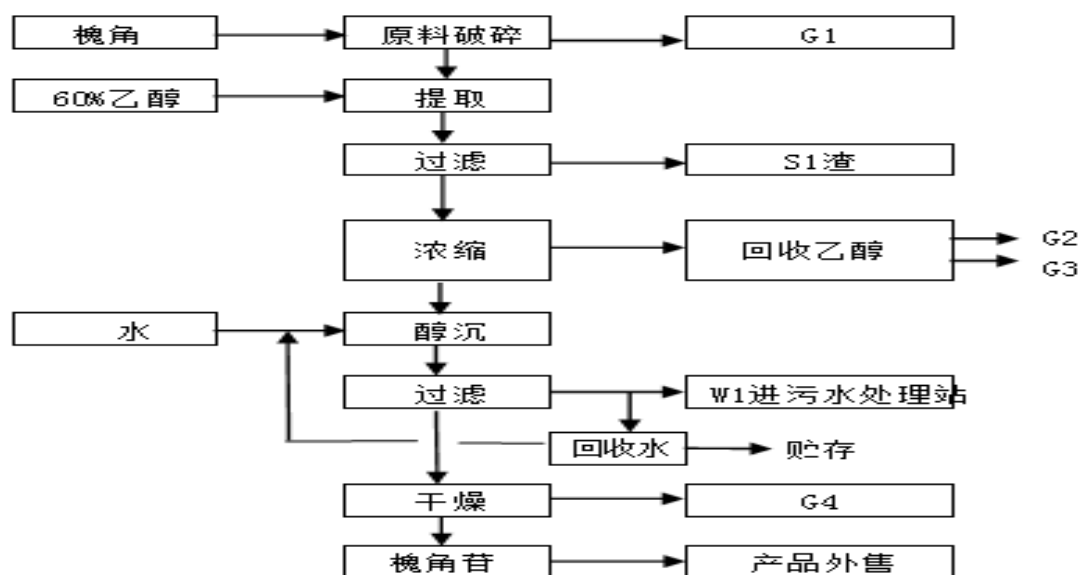 槐角 原料破碎 G1
60%乙醇 提取
过滤 S1渣
浓缩 回收乙醇 G2
G3
水 醇沉
过滤 W1进污水处理站
回收水 贮存
干燥 G4
槐角苷 产品外售